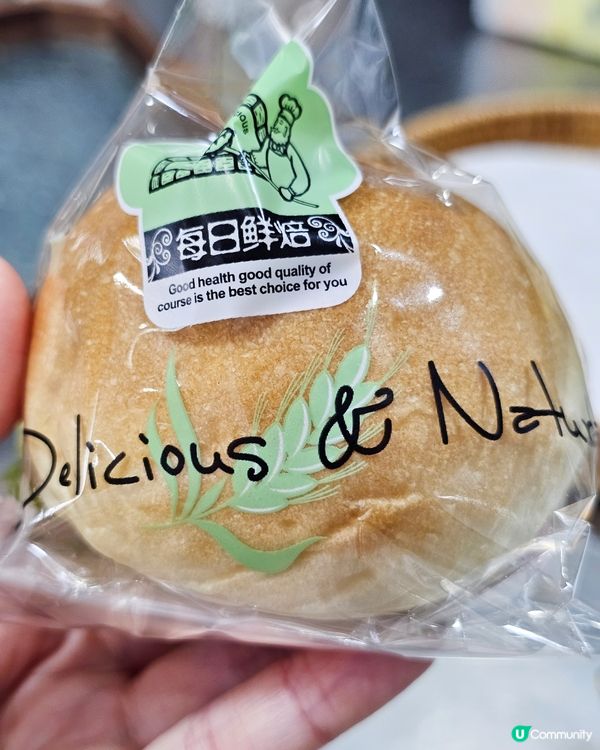 每日鮮焙
Good health good quality of
course is the best choice for you
Delicious & Natur
U Community